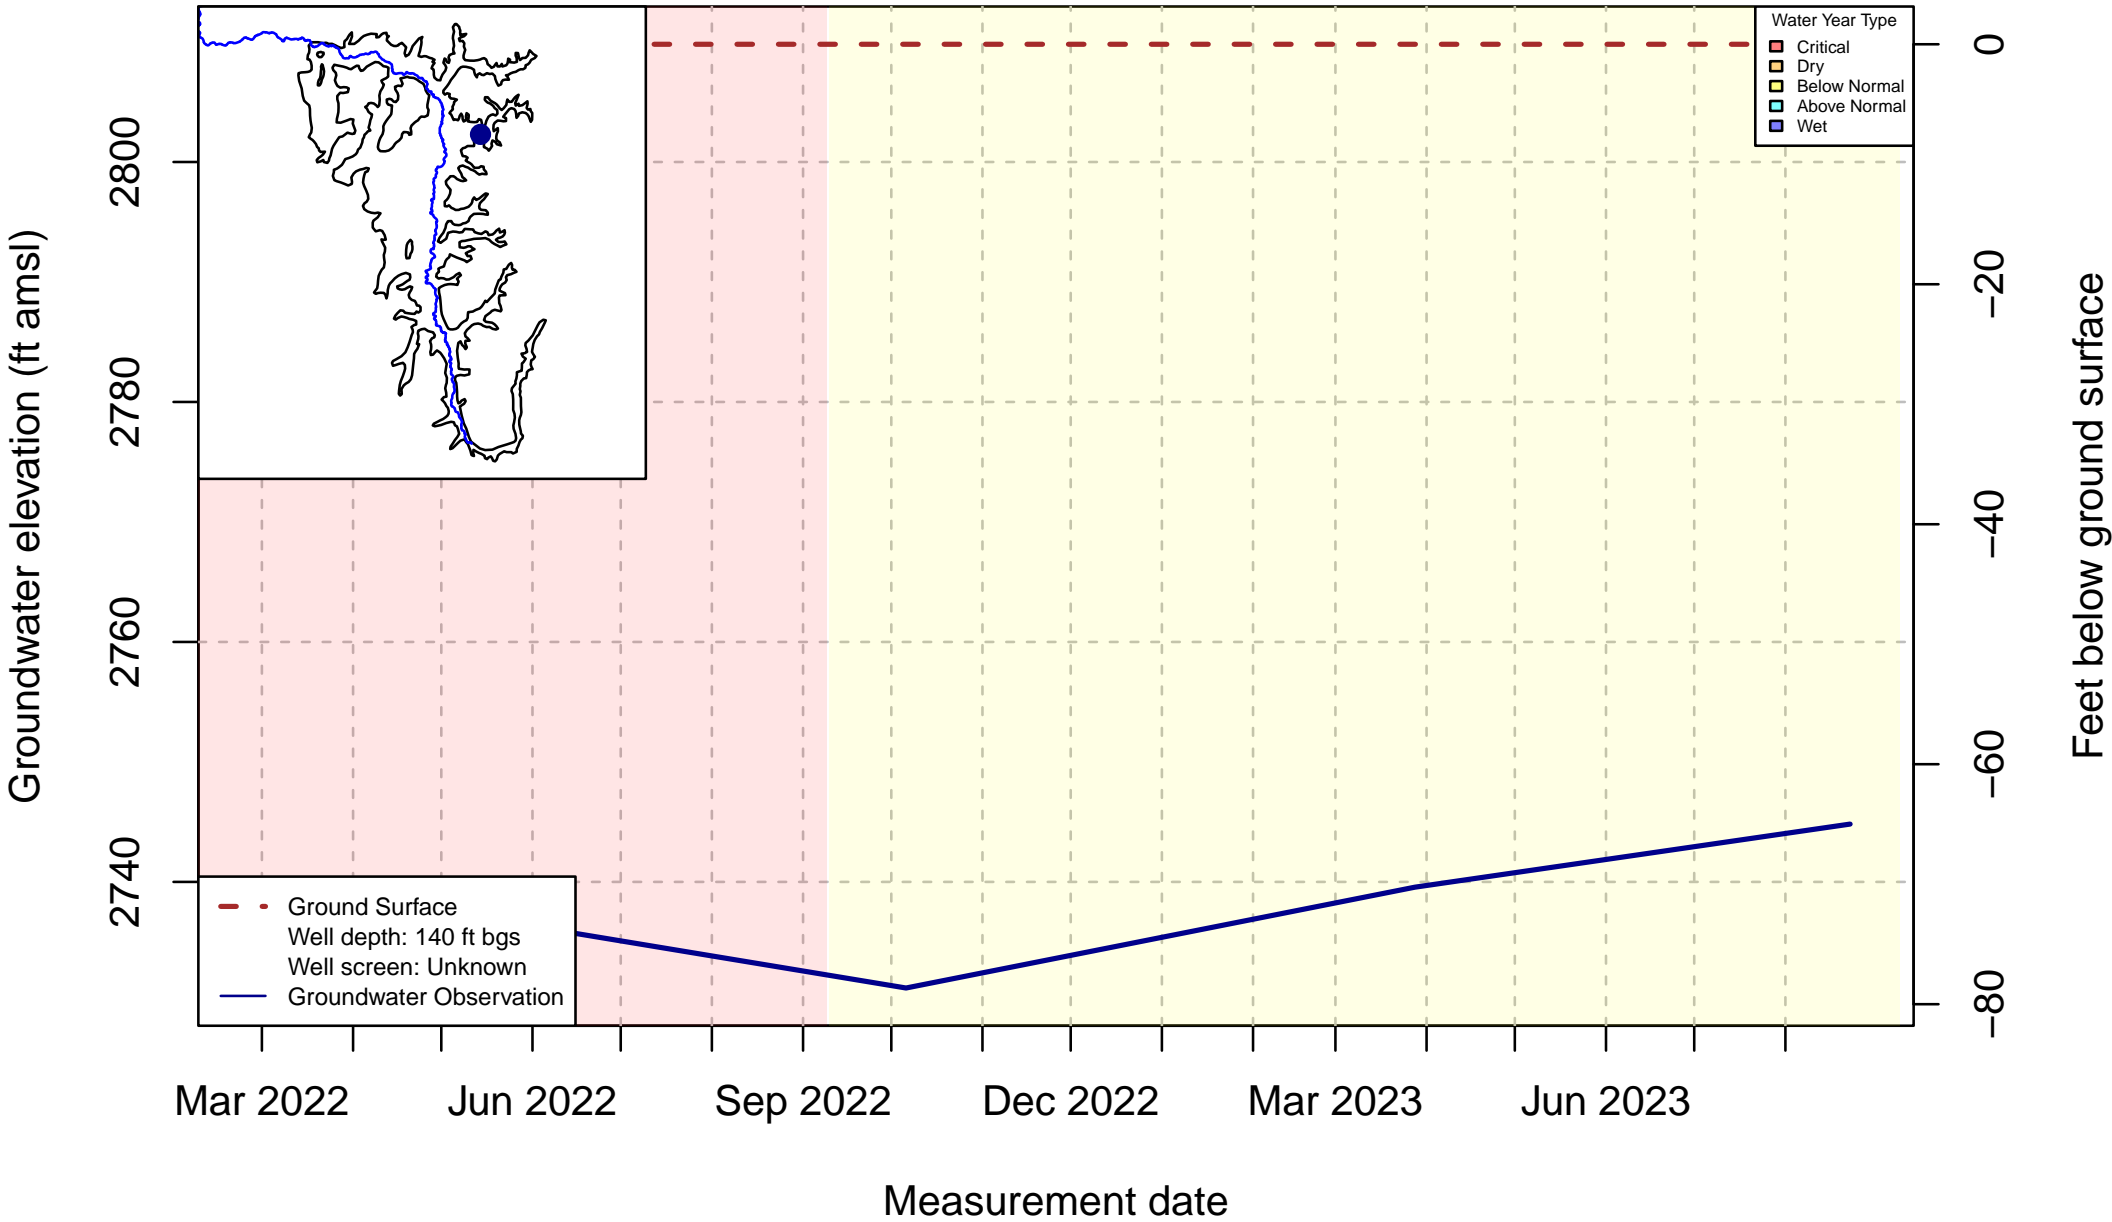 Water Year Type
Critical
Dry
Below Normal
Above Normal
Wet
Groundwater elevation (ft amsl)
2800
2780
2760
2740
0
−20
−40
−60
−80
Feet below ground surface
Ground Surface
Well depth: 140 ft bgs
Well screen: Unknown
Groundwater Observation
Mar 2022 Jun 2022 Sep 2022 Dec 2022 Mar 2023 Jun 2023
Measurement date